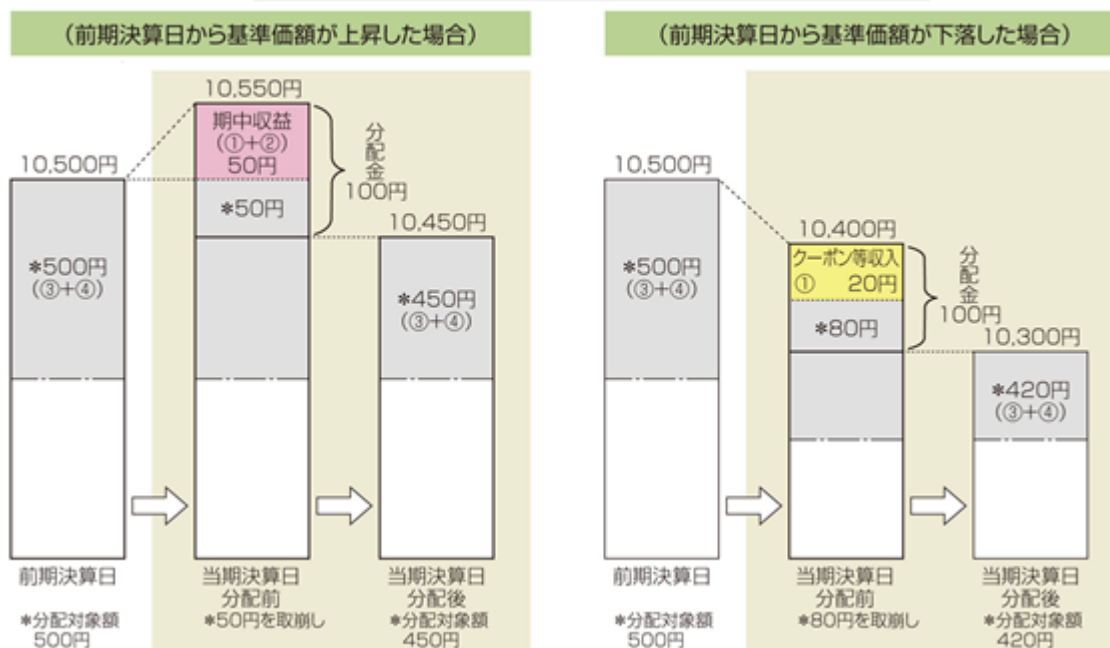 (前期決算日から基準価額が上昇した場合)
10,550円
期中収益
(①+②)
50円
分配金
100円
10,500円
*50円
10,450円
*500円
(③+④)
*450円
(③+④)
前期決算日
当期決算日
分配前
当期決算日
分配後
*分配対象額
500円
*50円を取崩し
*分配対象額
450円
(前期決算日から基準価額が下落した場合)
10,500円
10,400円
クーポン等収入
① 20円
分配金
100円
*500円
(③+④)
*80円
10,300円
*420円
(③+④)
前期決算日
当期決算日
分配前
当期決算日
分配後
*分配対象額
500円
*80円を取崩し
*分配対象額
420円